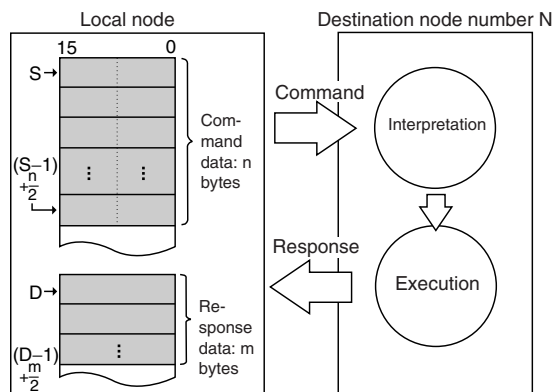 Local node
Destination node number N
15 0
S
Com-
mand
data: n
bytes
(S–1)
+n/2
Command
Interpretation
Response
Execution
D
Re-
sponse
data: m
bytes
(D–1)
+m/2